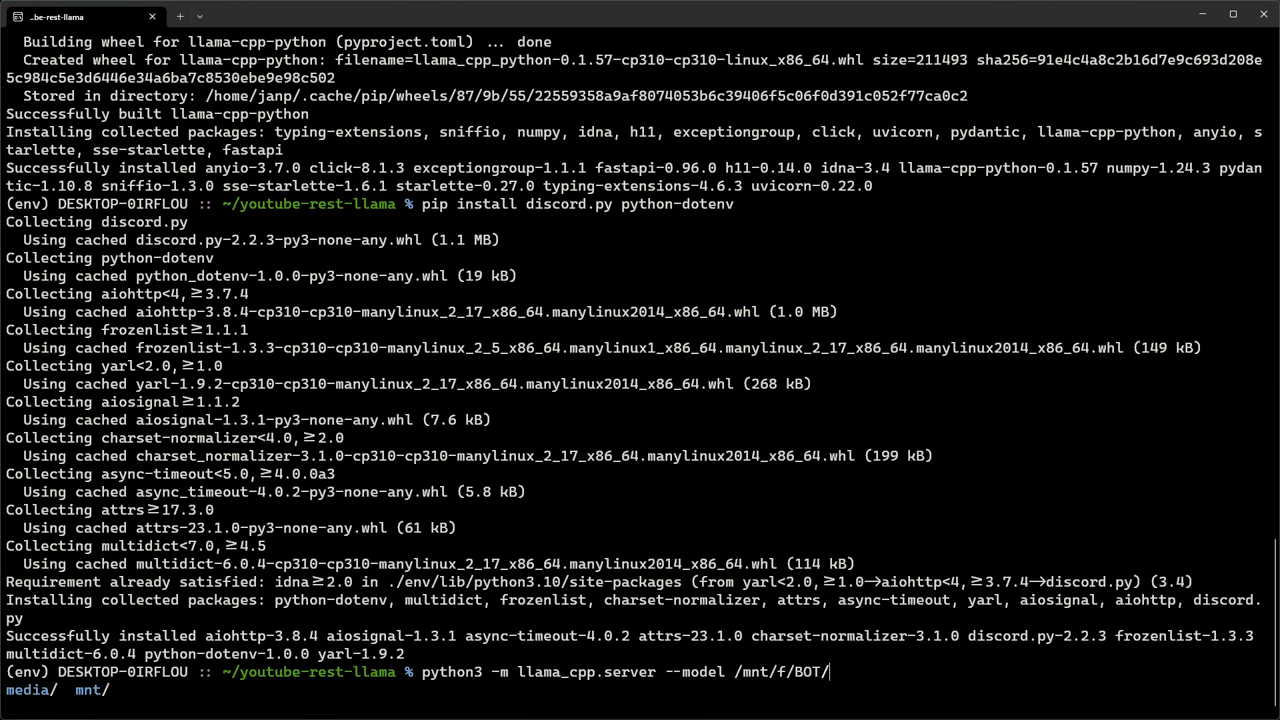 ..be-rest-llama
Building wheel for llama-cpp-python (pyproject.toml) ... done
Created wheel for llama-cpp-python: filename=llama_cpp_python-0.1.57-cp310-cp310-linux_x86_64.whl size=211493 sha256=91e4c4a8c2b16d7e9c693d208e
5c984c5e3d6446e34a6ba7c8530ebe9e98c502
Stored in directory: /home/janp/.cache/pip/wheels/87/9b/55/22559358a9af8074053b6c39406f5c06f0d391c052f77ca0c2
Successfully built llama-cpp-python
Installing collected packages: typing-extensions, sniffio, numpy, idna, h11, exceptiongroup, click, uvicorn, pydantic, llama-cpp-python, anyio, s
tarlette, sse-starlette, fastapi
Successfully installed anyio-3.7.0 click-8.1.3 exceptiongroup-1.1.1 fastapi-0.96.0 h11-0.14.0 idna-3.4 llama-cpp-python-0.1.57 numpy-1.24.3 pydan
tic-1.10.8 sniffio-1.3.0 sse-starlette-1.6.1 starlette-0.27.0 typing-extensions-4.6.3 uvicorn-0.22.0
(env) DESKTOP-0IRFLOU :: ~/youtube-rest-llama % pip install discord.py python-dotenv
Collecting discord.py
Using cached discord.py-2.2.3-py3-none-any.whl (1.1 MB)
Collecting python-dotenv
Using cached python_dotenv-1.0.0-py3-none-any.whl (19 kB)
Collecting aiohttp<4,≥3.7.4
Using cached aiohttp-3.8.4-cp310-cp310-manylinux_2_17_x86_64.manylinux2014_x86_64.whl (1.0 MB)
Collecting frozenlist≥1.1.1
Using cached frozenlist-1.3.3-cp310-cp310-manylinux_2_5_x86_64.manylinux1_x86_64.manylinux_2_17_x86_64.manylinux2014_x86_64.whl (149 kB)
Collecting yarl<2.0,≥1.0
Using cached yarl-1.9.2-cp310-cp310-manylinux_2_17_x86_64.manylinux2014_x86_64.whl (268 kB)
Collecting aiosignal≥1.1.2
Using cached aiosignal-1.3.1-py3-none-any.whl (7.6 kB)
Collecting charset-normalizer<4.0,≥2.0
Using cached charset_normalizer-3.1.0-cp310-cp310-manylinux_2_17_x86_64.manylinux2014_x86_64.whl (199 kB)
Collecting async-timeout<5.0,≥4.0.0a3
Using cached async_timeout-4.0.2-py3-none-any.whl (5.8 kB)
Collecting attrs≥17.3.0
Using cached attrs-23.1.0-py3-none-any.whl (61 kB)
Collecting multidict<7.0,≥4.5
Using cached multidict-6.0.4-cp310-cp310-manylinux_2_17_x86_64.manylinux2014_x86_64.whl (114 kB)
Requirement already satisfied: idna≥2.0 in ./env/lib/python3.10/site-packages (from yarl<2.0,≥1.0→aiohttp<4,≥3.7.4→discord.py) (3.4)
Installing collected packages: python-dotenv, multidict, frozenlist, charset-normalizer, attrs, async-timeout, yarl, aiosignal, aiohttp, discord.
py
Successfully installed aiohttp-3.8.4 aiosignal-1.3.1 async-timeout-4.0.2 attrs-23.1.0 charset-normalizer-3.1.0 discord.py-2.2.3 frozenlist-1.3.3
multidict-6.0.4 python-dotenv-1.0.0 yarl-1.9.2
(env) DESKTOP-0IRFLOU :: ~/youtube-rest-llama % python3 -m llama_cpp.server --model /mnt/f/BOT/
media/ mnt/